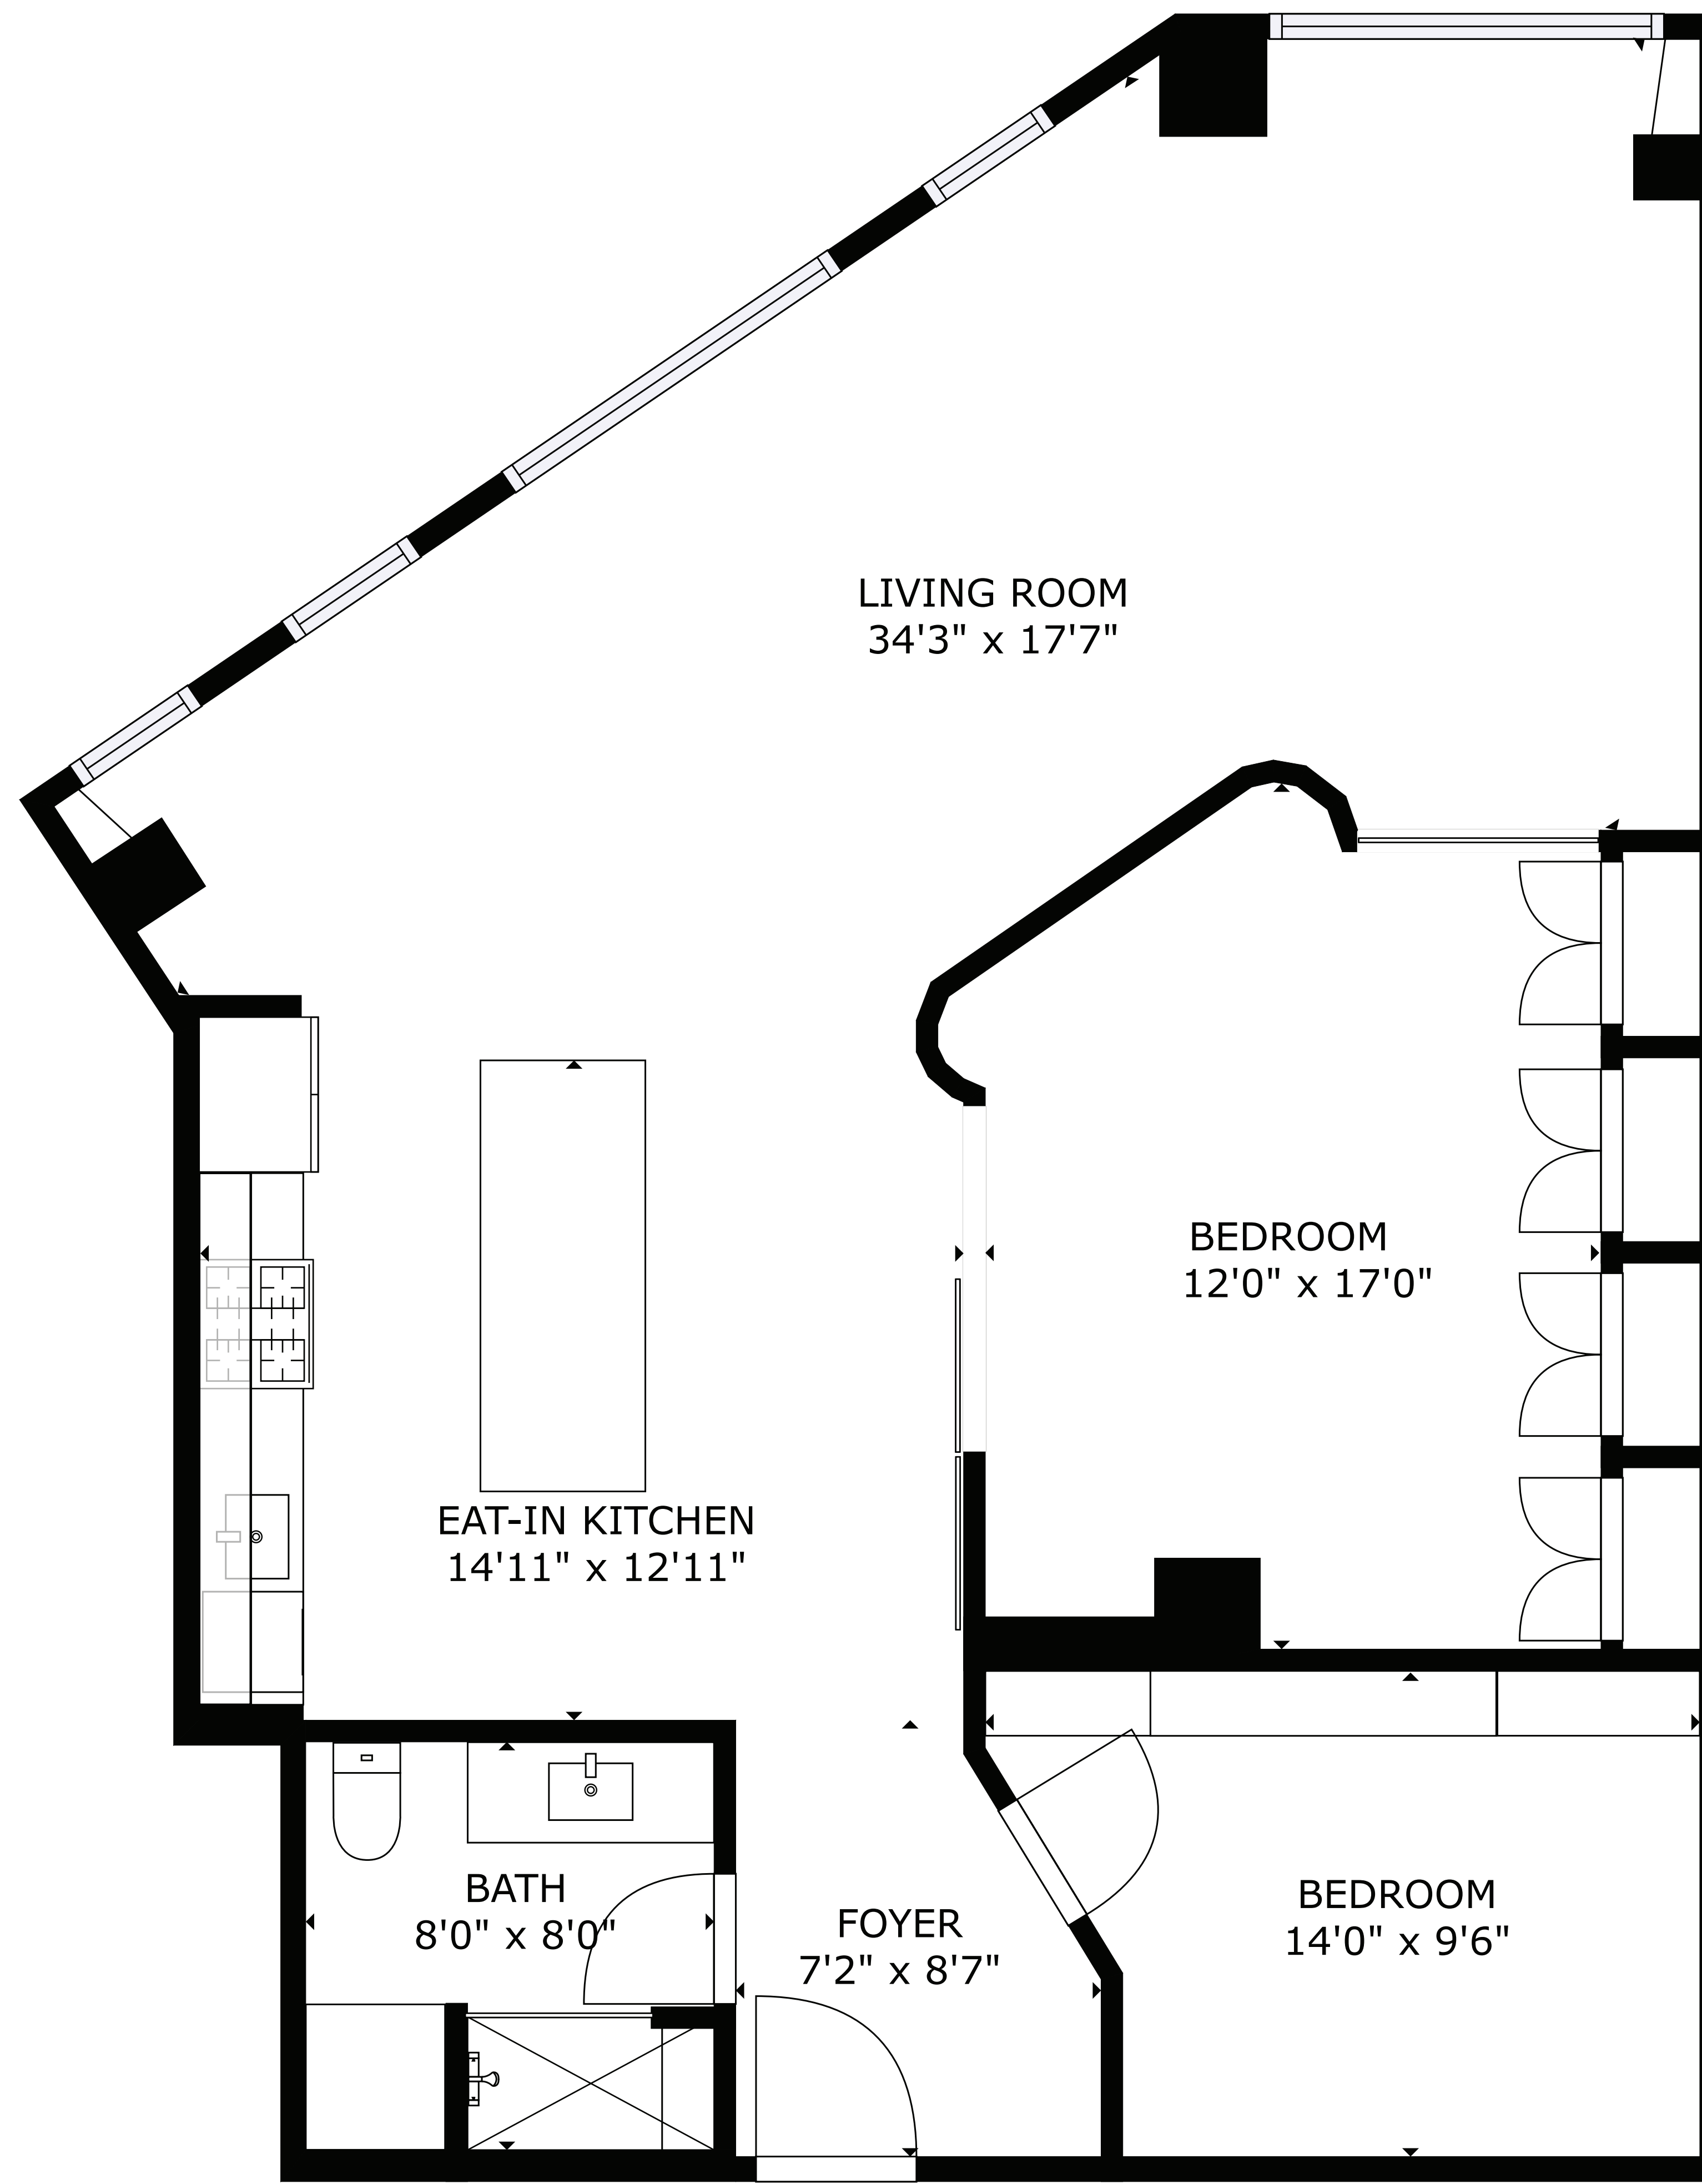 LIVING ROOM
34'3" x 17'7"
BEDROOM
12'0" x 17'0"
EAT-IN KITCHEN
14'11" x 12'11"
BATH
8'0" x 8'0"
FOYER
7'2" x 8'7"
BEDROOM
14'0" x 9'6"